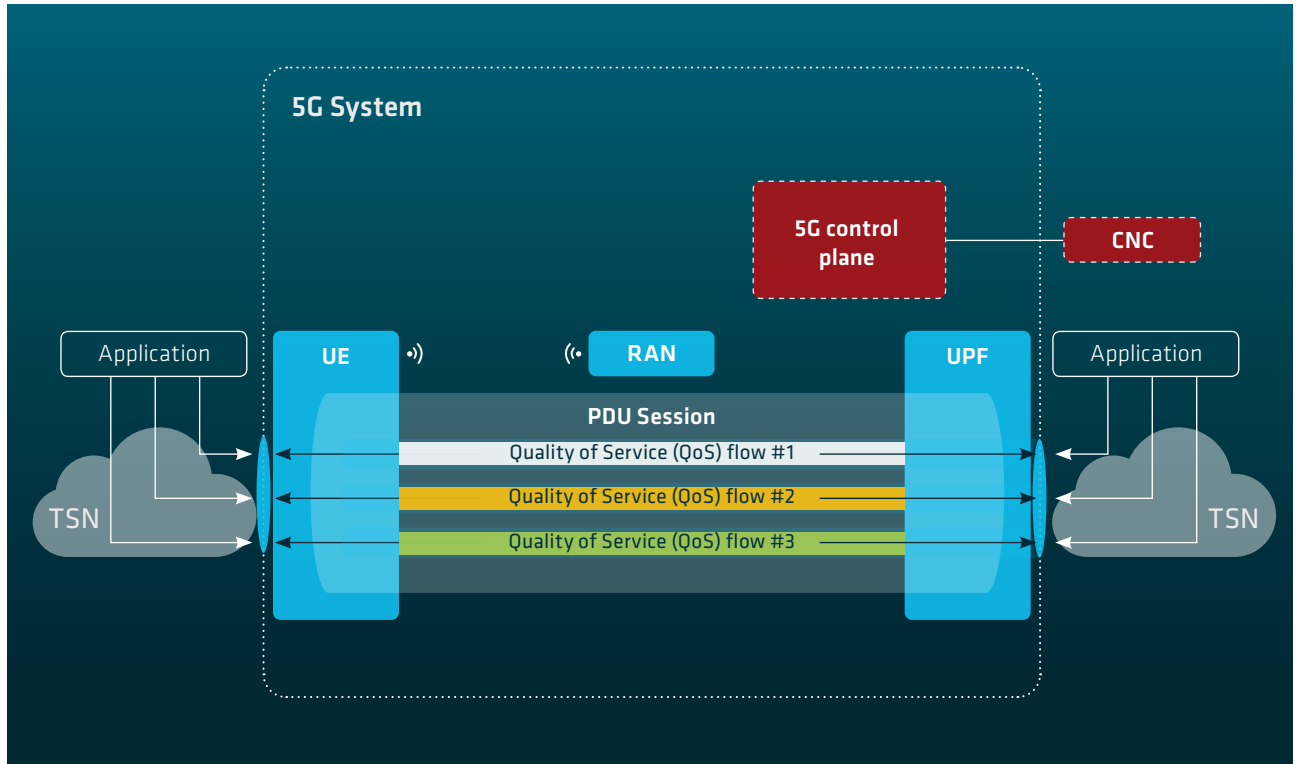 5G System
5G control
plane
CNC
Application
UE
RAN
UPF
Application
PDU Session
Quality of Service (QoS) flow #1
Quality of Service (QoS) flow #2
Quality of Service (QoS) flow #3
TSN
TSN